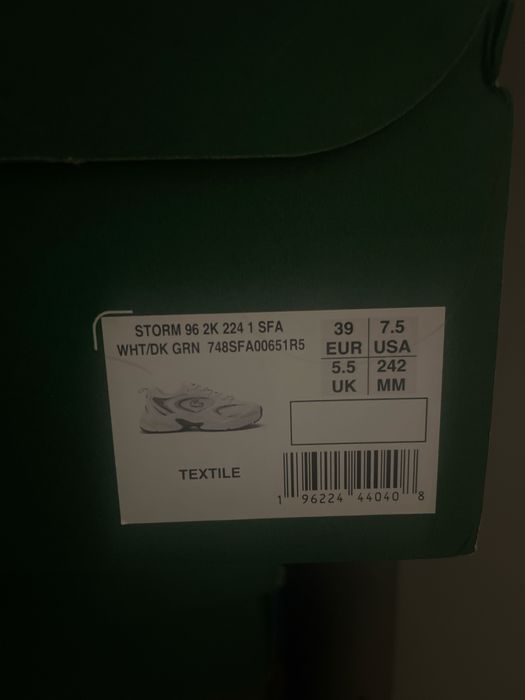 STORM 96 2K 224 1 SFA
WHT/DK GRN 748SFA00651R5
39 7.5
EUR USA
5.5 242
UK MM
TEXTILE
1 96224 44040 8